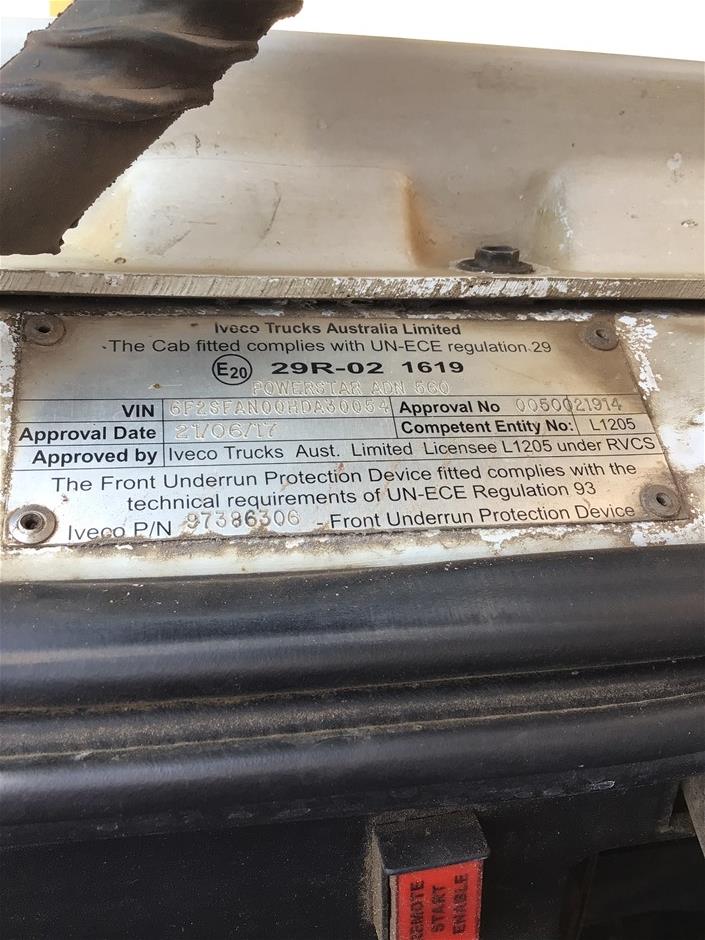 Iveco Trucks Australia Limited
The Cab fitted complies with UN-ECE regulation 29
E20 29R-02 1619
POWERSTAR ADN 560
VIN 6F2SFAN00HDA30054 Approval No 0050021914
Approval Date 21/06/17 Competent Entity No: L1205
Approved by Iveco Trucks Aust. Limited Licensee L1205 under RVCS
The Front Underrun Protection Device fitted complies with the
technical requirements of UN-ECE Regulation 93
Iveco P/N 97386306 - Front Underrun Protection Device
REMOTE
START
ENABLE